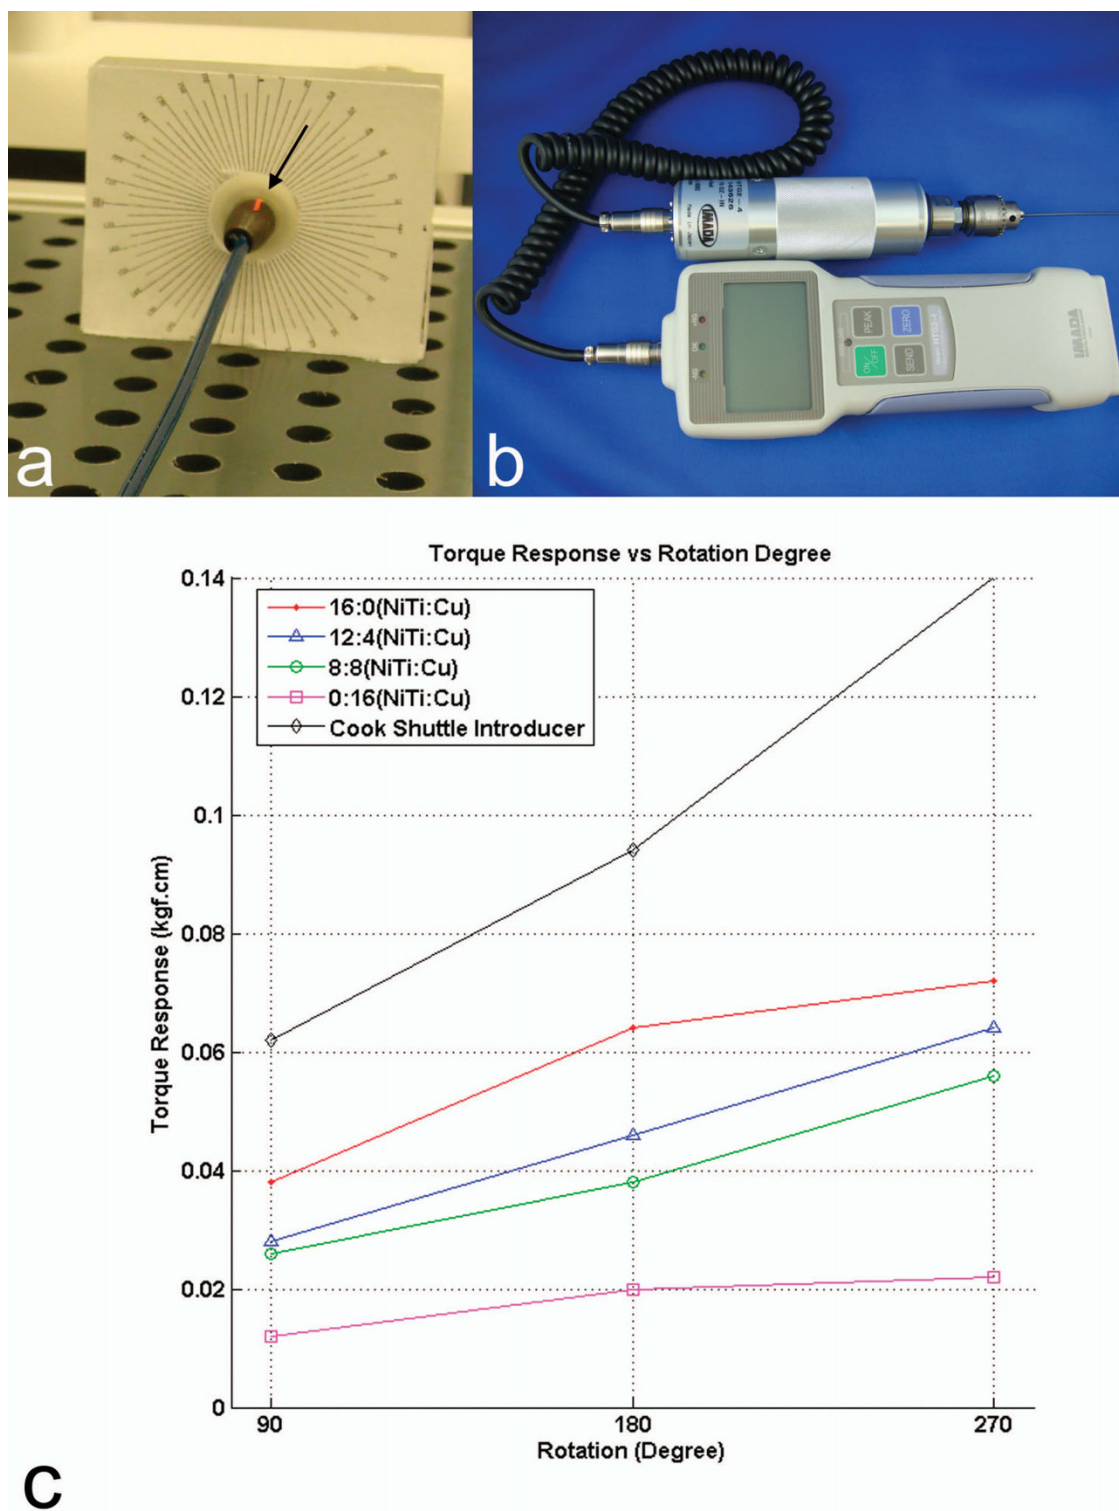 a
b
IMADA
PEAK
ZERO
ON/OFF
SEND
IMADA
Torque Response vs Rotation Degree
0.14
0.12
0.1
0.08
0.06
0.04
0.02
0
Torque Response (kgf.cm)
16:0(NiTi:Cu)
12:4(NiTi:Cu)
8:8(NiTi:Cu)
0:16(NiTi:Cu)
Cook Shuttle Introducer
90
180
270
Rotation (Degree)
c